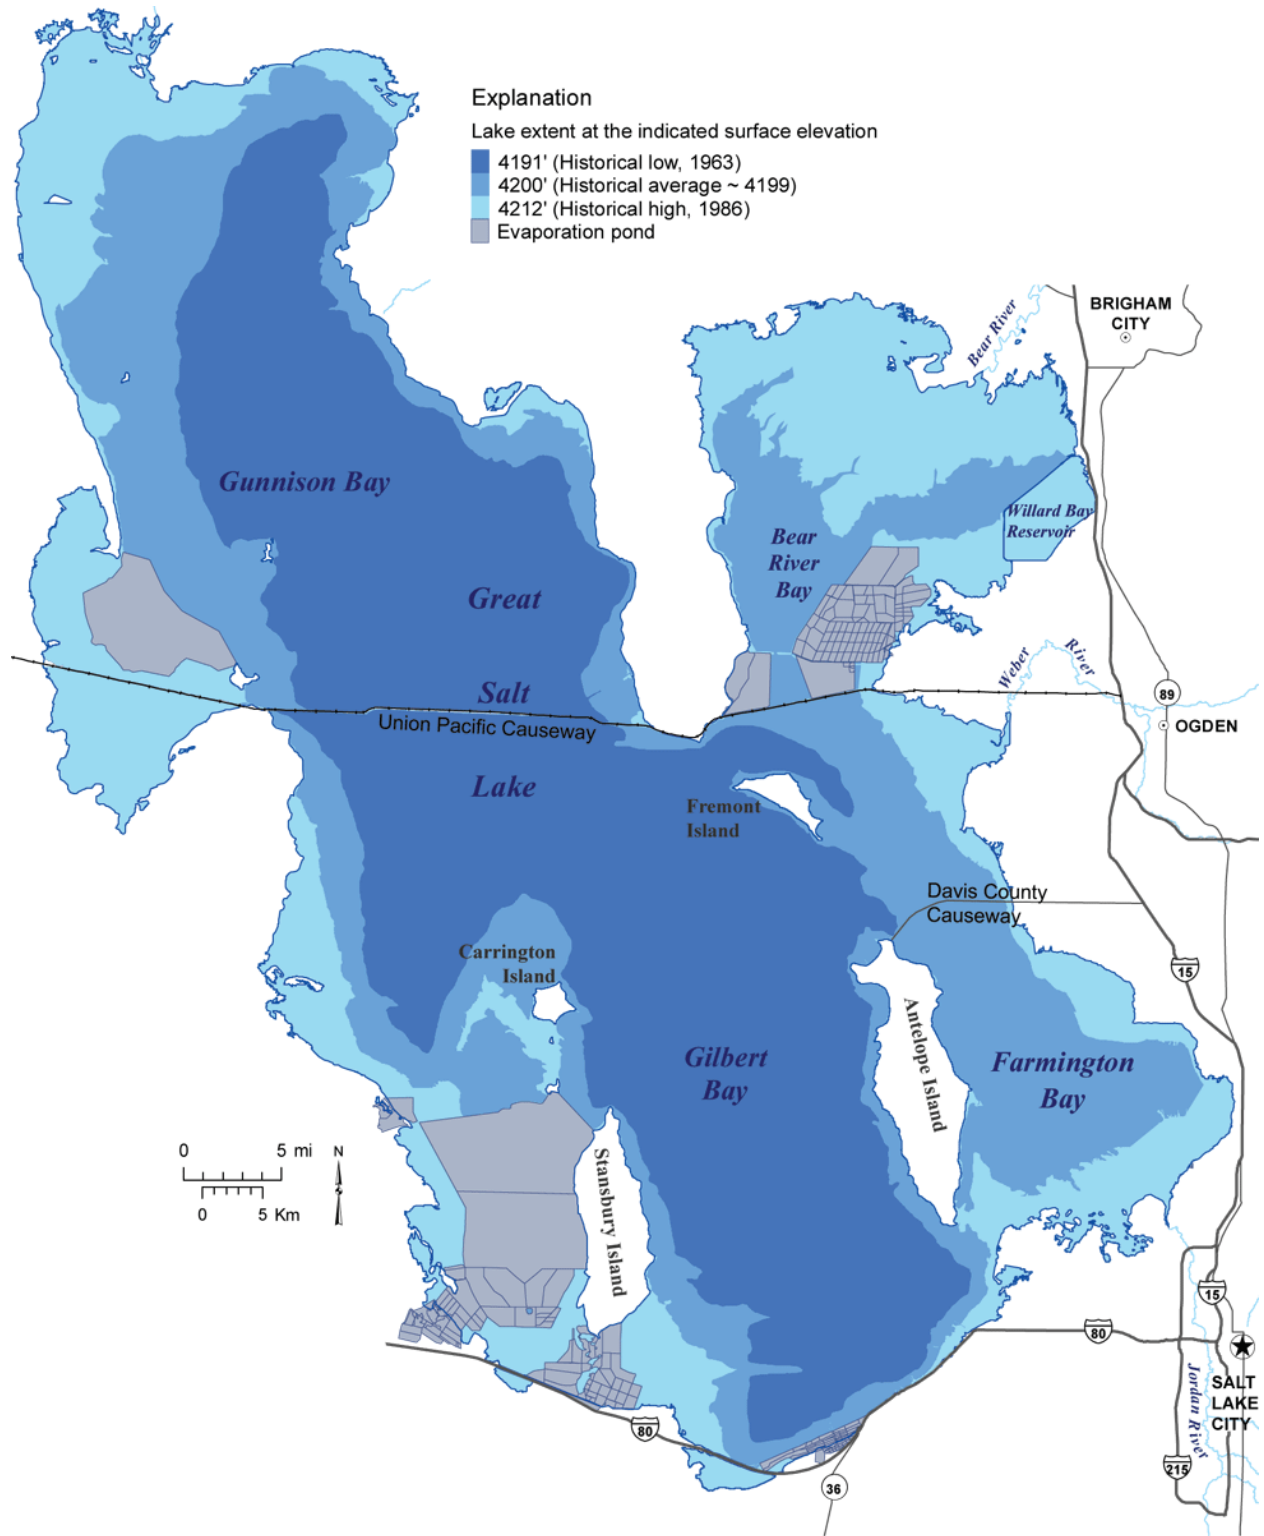 Explanation
Lake extent at the indicated surface elevation
4191' (Historical low, 1963)
4200' (Historical average ~ 4199)
4212' (Historical high, 1986)
Evaporation pond
Bear River
BRIGHAM
CITY
Gunnison Bay
Willard Bay
Reservoir
Bear
River
Bay
Great
Salt
Lake
Weber
River
89
OGDEN
Union Pacific Causeway
Fremont
Island
Davis County
Causeway
Carrington
Island
15
Antelope Island
Gilbert
Bay
Farmington
Bay
0 5 mi
N
0 5 Km
Stansbury Island
15
80
Jordan River
SALT
LAKE
CITY
80
215
36